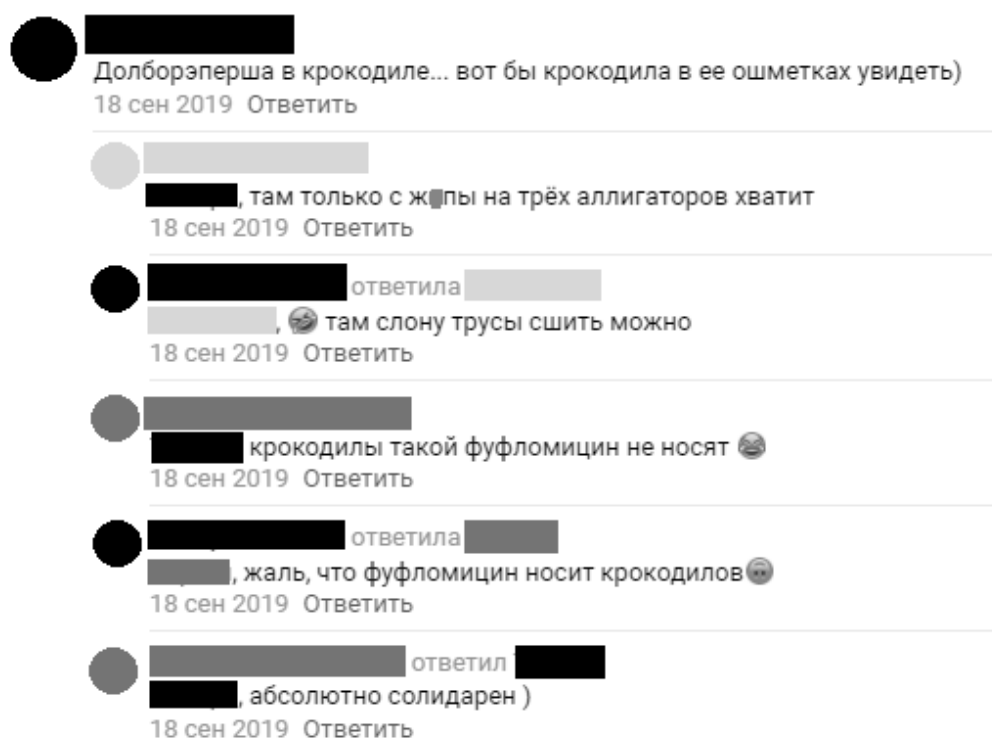 Долборэперша в крокодиле... вот бы крокодила в ее ошметках увидеть)
18 сен 2019 Ответить
, там только с ж пы на трёх аллигаторов хватит
18 сен 2019 Ответить
ответила
, 🤣 там слону трусы сшить можно
18 сен 2019 Ответить
крокодилы такой фуфломицин не носят 😆
18 сен 2019 Ответить
ответила
, жаль, что фуфломицин носит крокодилов🙃
18 сен 2019 Ответить
ответил
, абсолютно солидарен )
18 сен 2019 Ответить